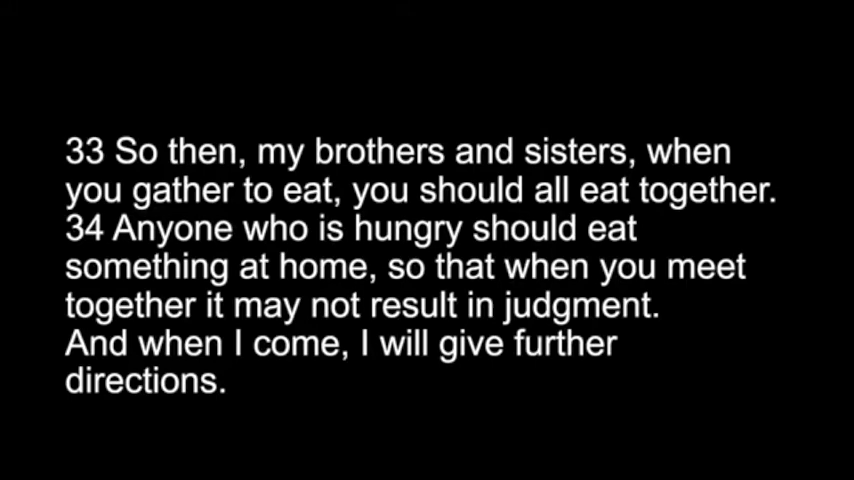 33 So then, my brothers and sisters, when
you gather to eat, you should all eat together.
34 Anyone who is hungry should eat
something at home, so that when you meet
together it may not result in judgment.
And when I come, I will give further
directions.